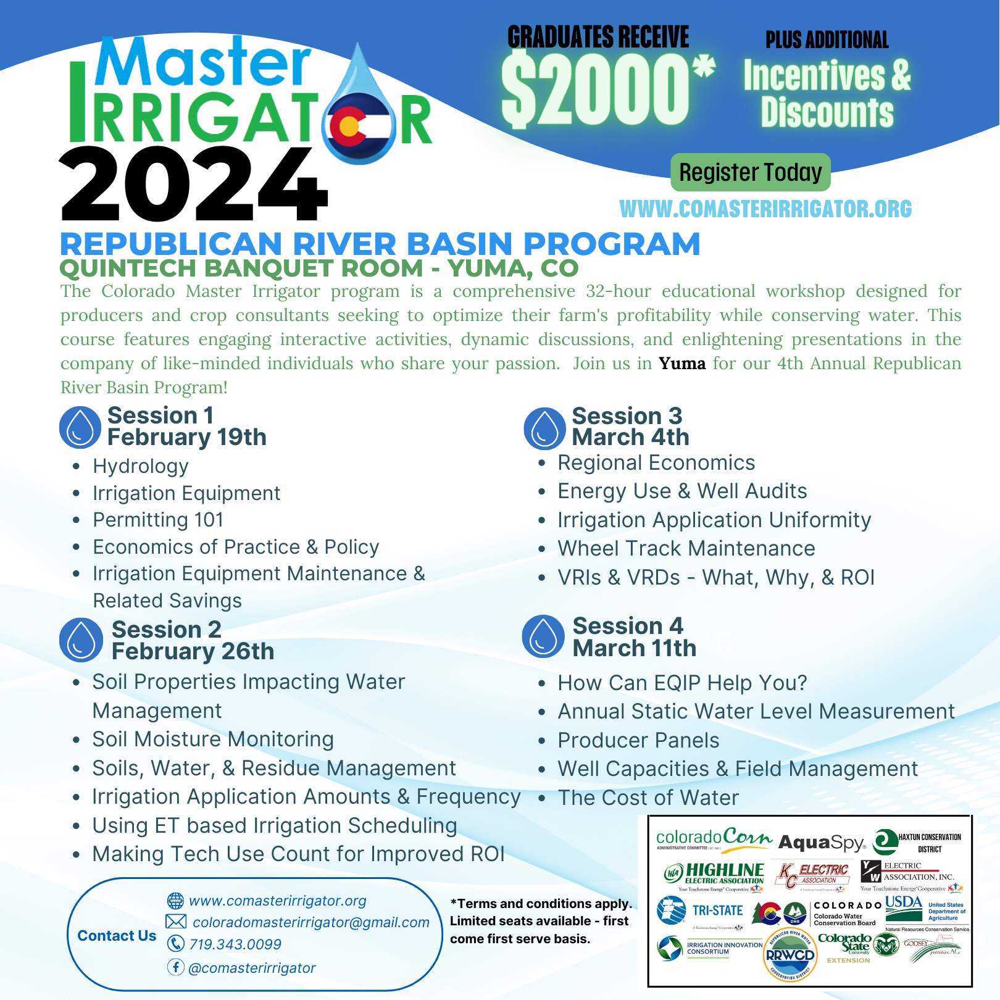 Master
IRRIGATOR
2024
GRADUATES RECEIVE
$2000*
PLUS ADDITIONAL
Incentives &
Discounts
Register Today
WWW.COMASTERIRRIGATOR.ORG
REPUBLICAN RIVER BASIN PROGRAM
QUINTECH BANQUET ROOM - YUMA, CO
The Colorado Master Irrigator program is a comprehensive 32-hour educational workshop designed for
producers and crop consultants seeking to optimize their farm's profitability while conserving water. This
course features engaging interactive activities, dynamic discussions, and enlightening presentations in the
company of like-minded individuals who share your passion. Join us in Yuma for our 4th Annual Republican
River Basin Program!
Session 1
February 19th
• Hydrology
• Irrigation Equipment
• Permitting 101
• Economics of Practice & Policy
• Irrigation Equipment Maintenance &
Related Savings
Session 2
February 26th
• Soil Properties Impacting Water
Management
• Soil Moisture Monitoring
• Soils, Water, & Residue Management
• Irrigation Application Amounts & Frequency
• Using ET based Irrigation Scheduling
• Making Tech Use Count for Improved ROI
Session 3
March 4th
• Regional Economics
• Energy Use & Well Audits
• Irrigation Application Uniformity
• Wheel Track Maintenance
• VRIs & VRDs - What, Why, & ROI
Session 4
March 11th
• How Can EQIP Help You?
• Annual Static Water Level Measurement
• Producer Panels
• Well Capacities & Field Management
• The Cost of Water
Contact Us
www.comasterirrigator.org
coloradomasterirrigator@gmail.com
719.343.0099
@comasterirrigator
*Terms and conditions apply.
Limited seats available - first
come first serve basis.
colorado Corn
ADMINISTRATIVE COMMITTEE
AquaSpy®
HAXTUN CONSERVATION
DISTRICT
HIGHLINE
ELECTRIC ASSOCIATION
Your Touchstone Energy® Cooperative
KC ELECTRIC
ASSOCIATION
A Touchstone Energy® Cooperative
YW ELECTRIC
ASSOCIATION, INC.
Your Touchstone Energy® Cooperative
TRI-STATE
A Touchstone Energy® Cooperative
DNR
COLORADO
Colorado Water
Conservation Board
USDA
United States
Department of
Agriculture
Natural Resources Conservation Service
IRRIGATION INNOVATION
CONSORTIUM
REPUBLICAN RIVER WATER
RRWCD
CONSERVATION DISTRICT
Colorado
State
University
EXTENSION
GODSEY
precision AG